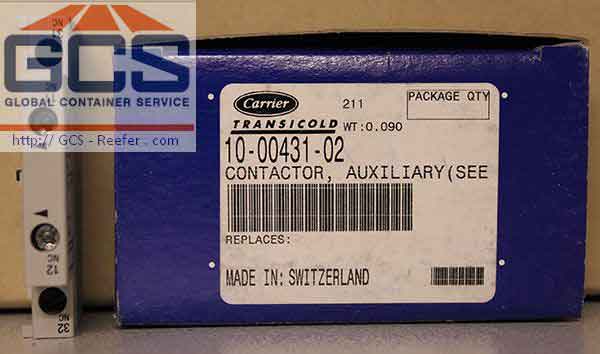 GCS
GLOBAL CONTAINER SERVICE
http:// GCS - Reefer . com
NC
12
NC
32
NC
Carrier
TRANSICOLD
211
WT:0.090
PACKAGE QTY
10-00431-02
CONTACTOR, AUXILIARY(SEE
REPLACES:
MADE IN: SWITZERLAND